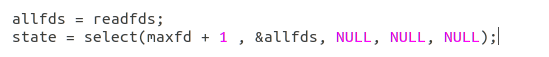 allfds = readfds;
state = select(maxfd + 1 , &allfds, NULL, NULL, NULL);